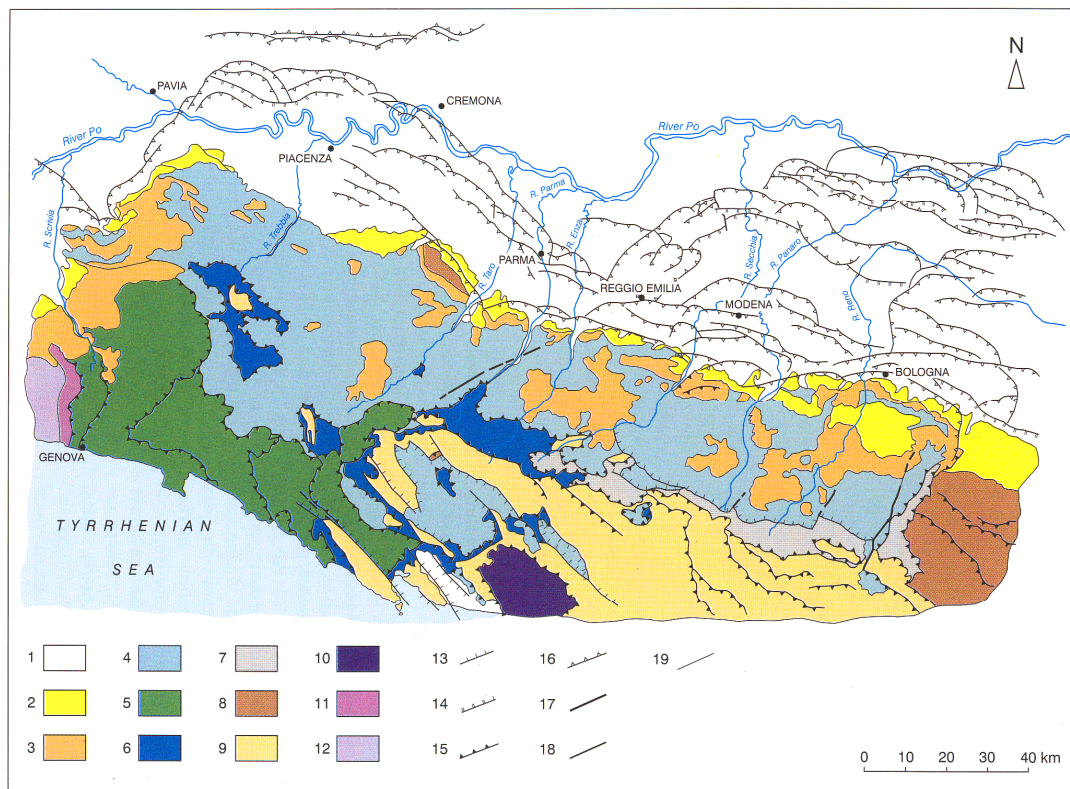 N
PAVIA
CREMONA
River Po
River Po
PIACENZA
R. Parma
R. Scrivia
R. Trebbia
R. Enza
R. Secchia
R. Panaro
PARMA
R. Taro
REGGIO EMILIA
MODENA
R. Reno
BOLOGNA
GENOVA
TYRRHENIAN
SEA
1 4 7 10 13 16 19
2 5 8 11 14 17
3 6 9 12 15 18
0 10 20 30 40 km